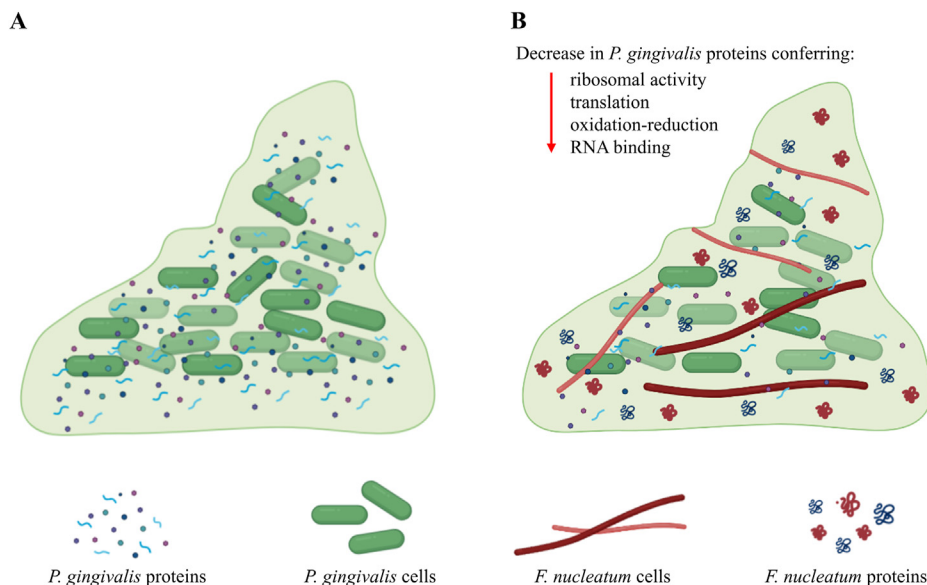 A
B
Decrease in P. gingivalis proteins conferring:
ribosomal activity
translation
oxidation-reduction
RNA binding
P. gingivalis proteins
P. gingivalis cells
F. nucleatum cells
F. nucleatum proteins